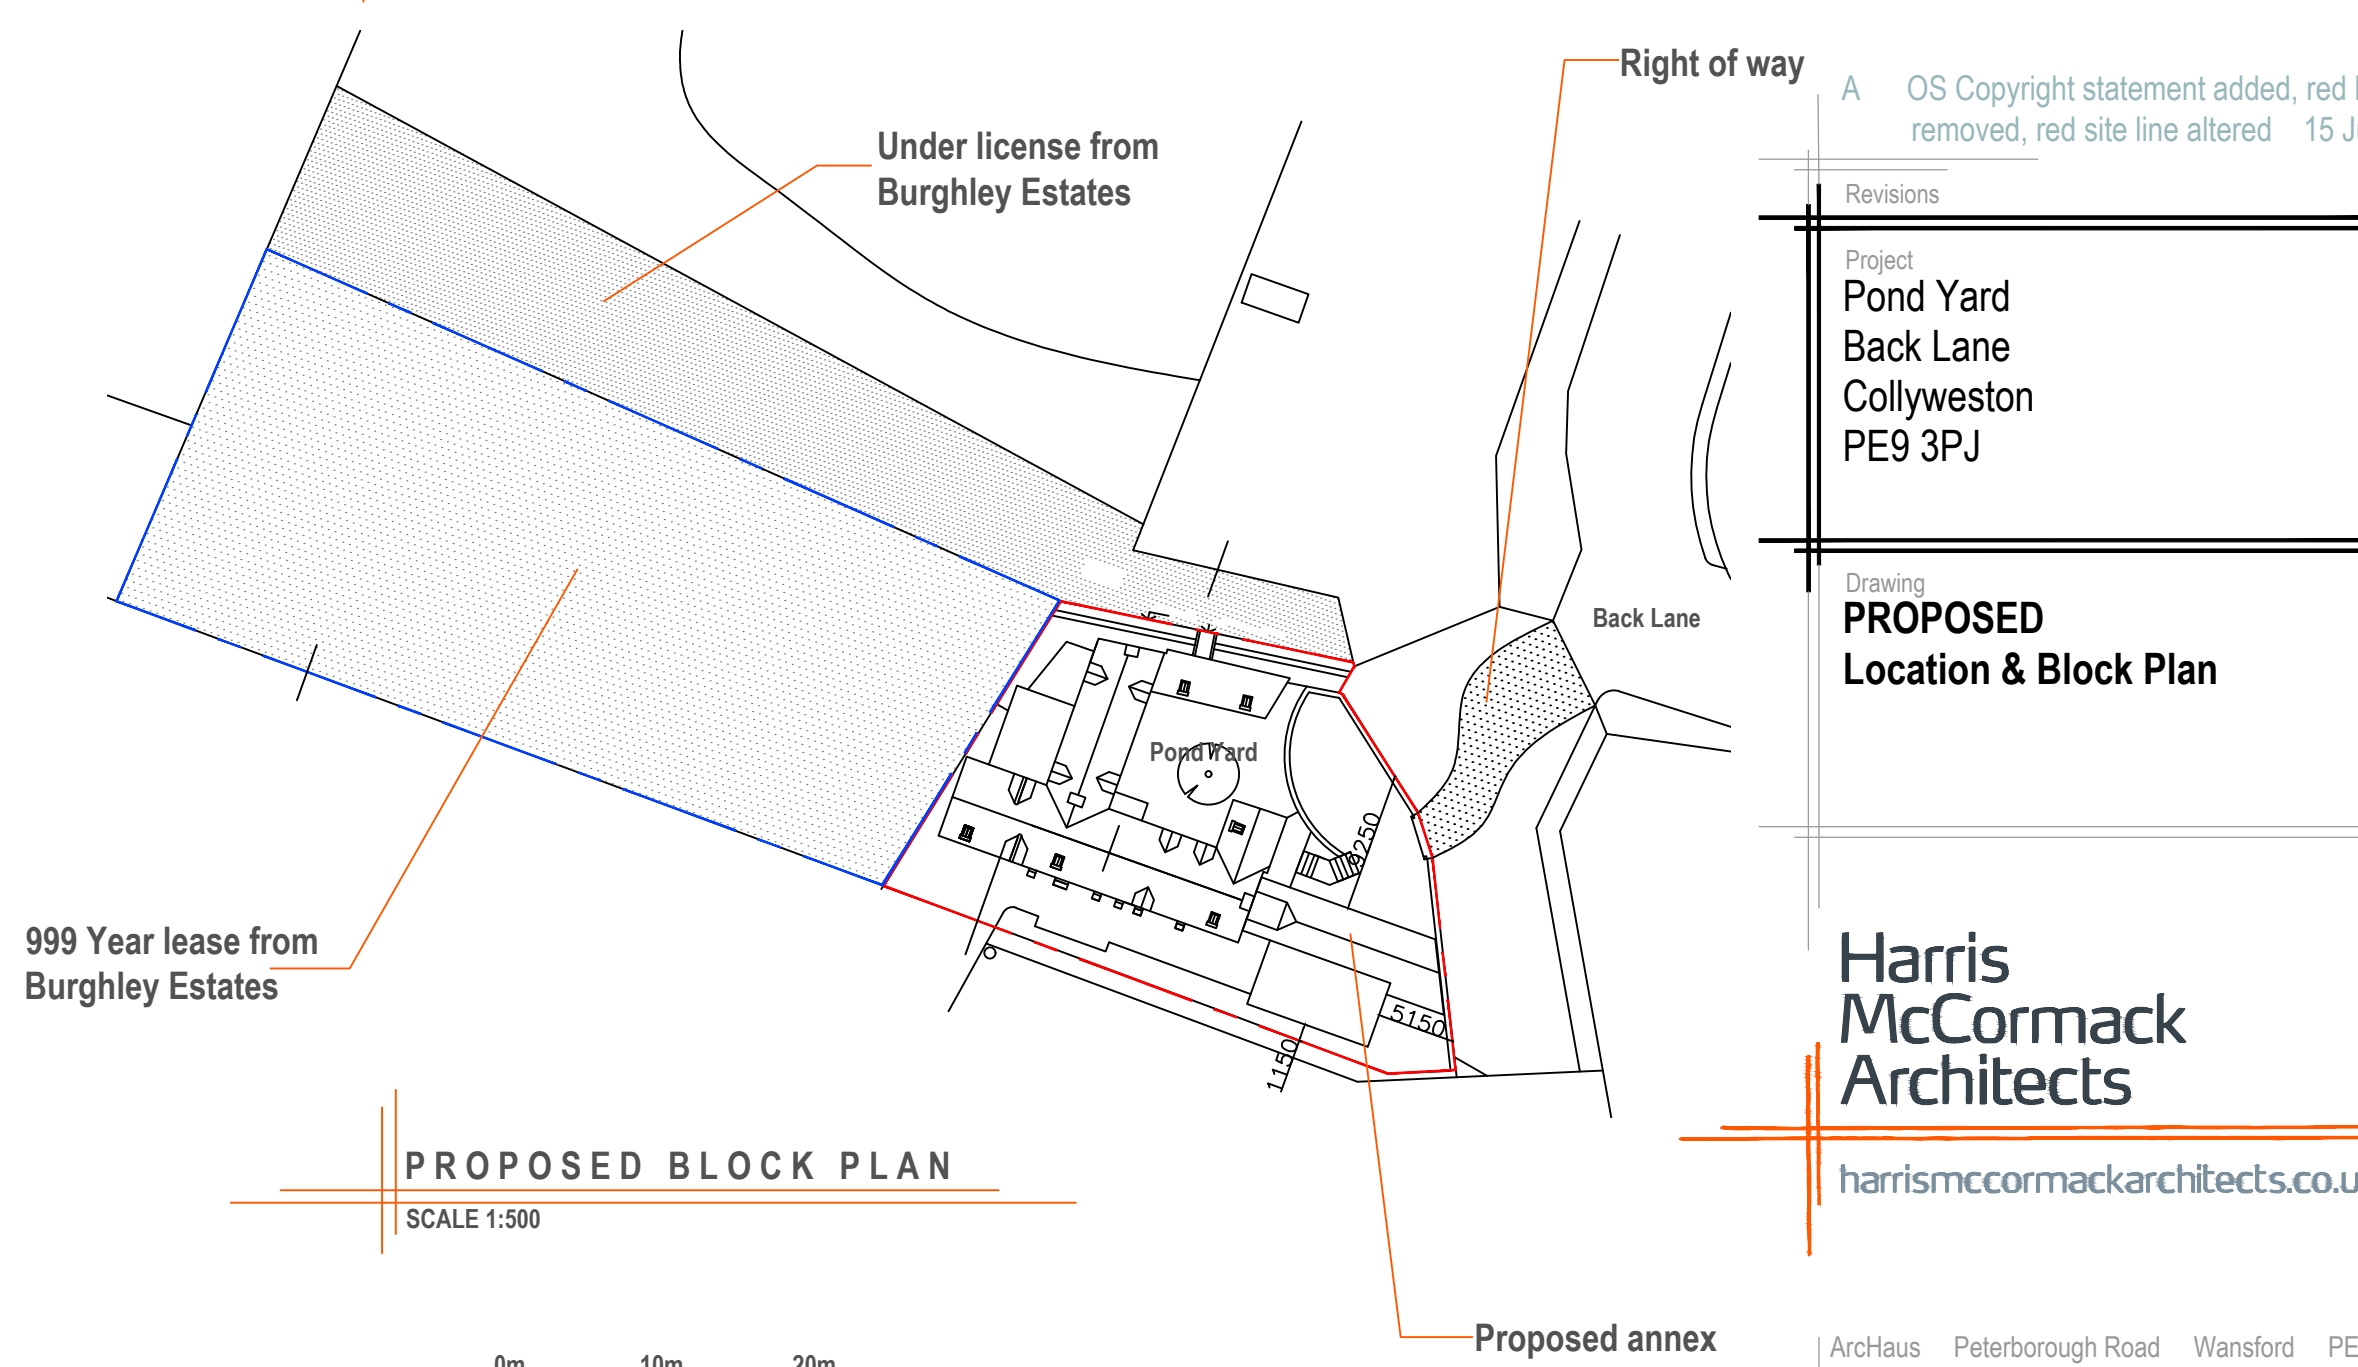 Right of way
Under license from
Burghley Estates
Back Lane
Pond Yard
9250
5150
1150
999 Year lease from
Burghley Estates
PROPOSED BLOCK PLAN
SCALE 1:500
0m 10m 20m
Proposed annex
A OS Copyright statement added, red
removed, red site line altered 15
Revisions
Project
Pond Yard
Back Lane
Collyweston
PE9 3PJ
Drawing
PROPOSED
Location & Block Plan
Harris
McCormack
Architects
harrismccormackarchitects.co.u
ArcHaus Peterborough Road Wansford PE